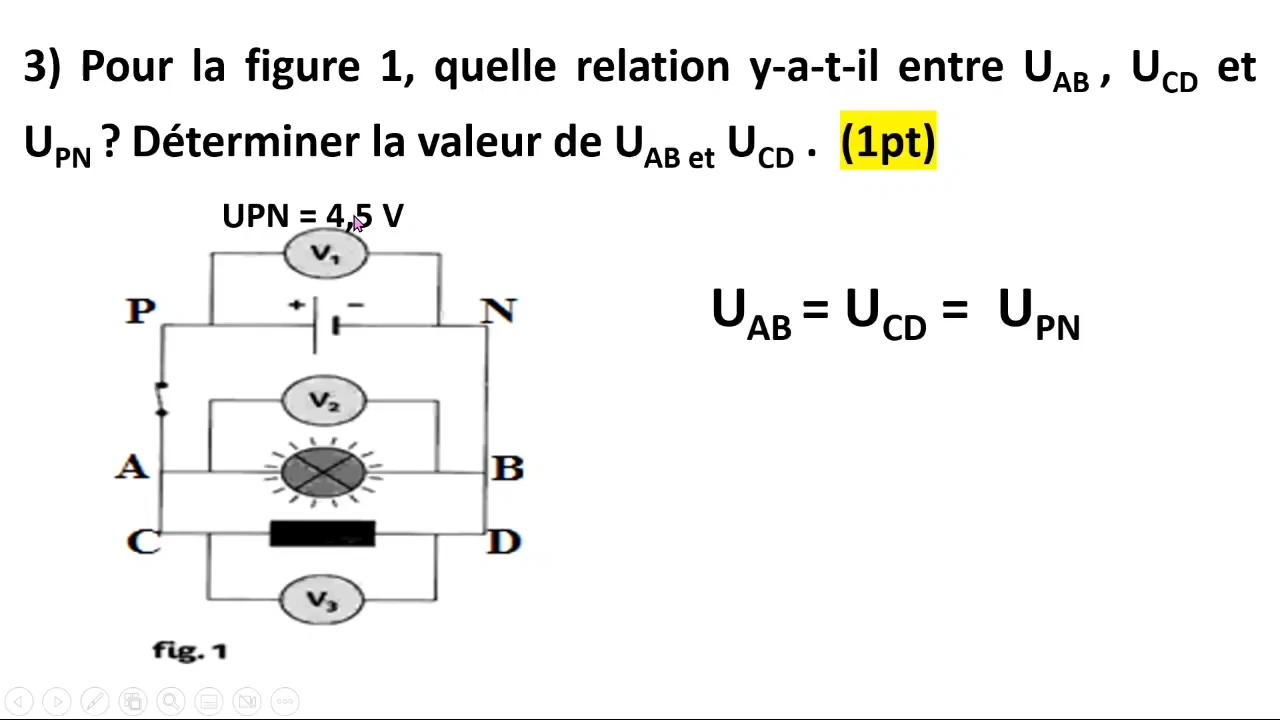 3) Pour la figure 1, quelle relation y-a-t-il entre UAB , UCD et
UPN ? Déterminer la valeur de UAB et UCD . (1pt)
UPN = 4,5 V
V1
P + - N
UAB = UCD = UPN
V2
A B
C D
V3
fig. 1